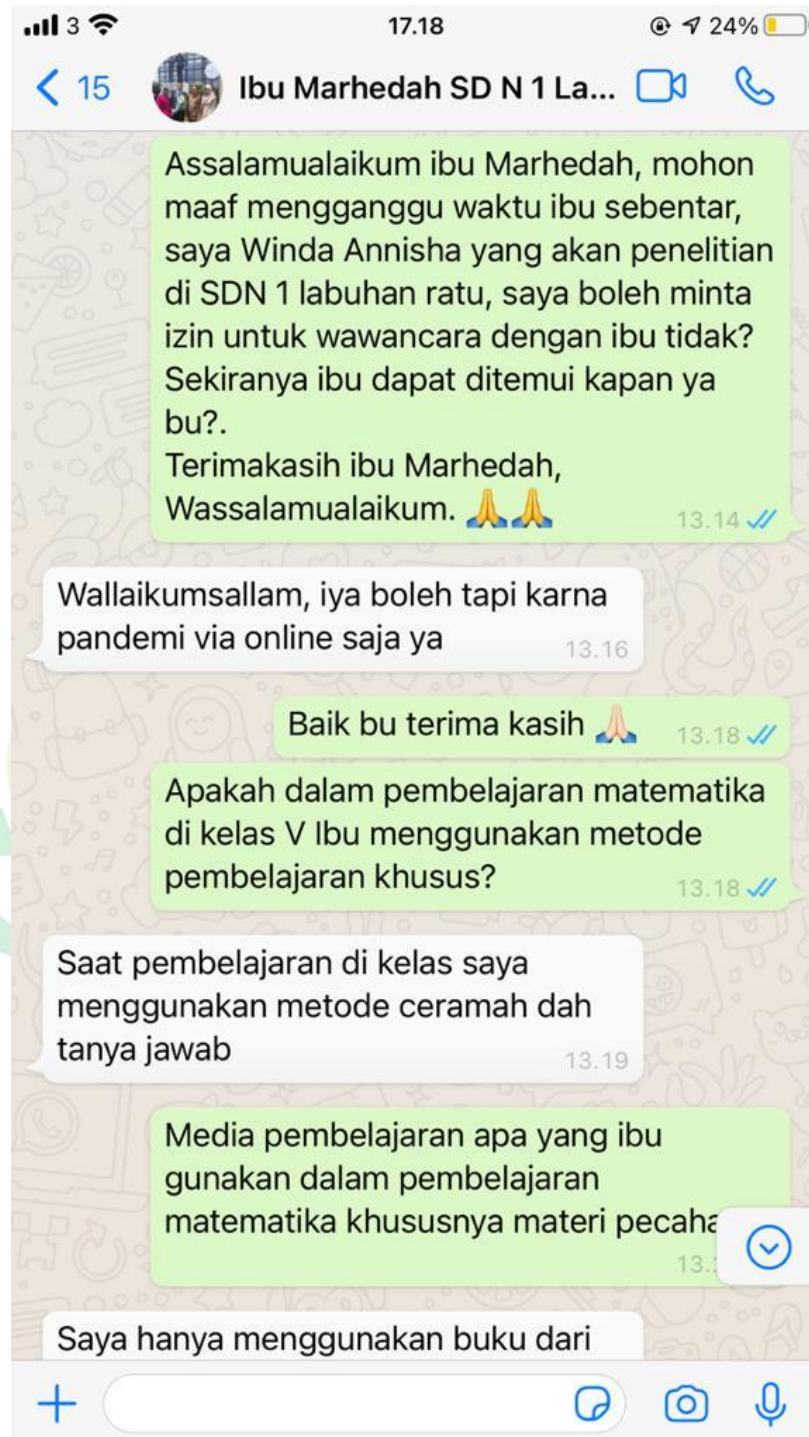 3
17.18
24%
15
Ibu Marhedah SD N 1 La...
Assalamualaikum ibu Marhedah, mohon
maaf mengganggu waktu ibu sebentar,
saya Winda Annisha yang akan penelitian
di SDN 1 labuhan ratu, saya boleh minta
izin untuk wawancara dengan ibu tidak?
Sekiranya ibu dapat ditemui kapan ya
bu?.
Terimakasih ibu Marhedah,
Wassalamualaikum. 🙏🙏
13.14
Wallaikumsallam, iya boleh tapi karna
pandemi via online saja ya
13.16
Baik bu terima kasih 🙏🏻
13.18
Apakah dalam pembelajaran matematika
di kelas V Ibu menggunakan metode
pembelajaran khusus?
13.18
Saat pembelajaran di kelas saya
menggunakan metode ceramah dah
tanya jawab
13.19
Media pembelajaran apa yang ibu
gunakan dalam pembelajaran
matematika khususnya materi
Saya hanya menggunakan buku dari